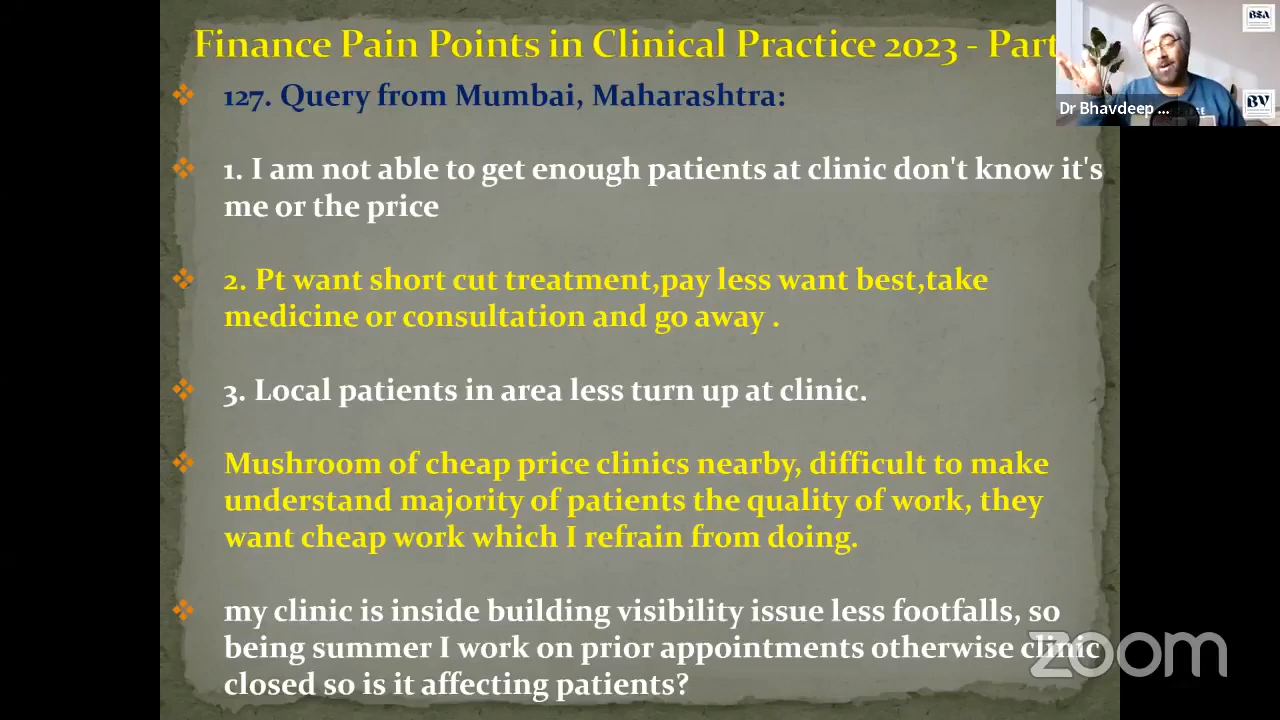 Finance Pain Points in Clinical Practice 2023 - Part
127. Query from Mumbai, Maharashtra:
1. I am not able to get enough patients at clinic don't know it's
me or the price
2. Pt want short cut treatment,pay less want best,take
medicine or consultation and go away .
3. Local patients in area less turn up at clinic.
Mushroom of cheap price clinics nearby, difficult to make
understand majority of patients the quality of work, they
want cheap work which I refrain from doing.
my clinic is inside building visibility issue less footfalls, so
being summer I work on prior appointments otherwise clinic
closed so is it affecting patients?
Dr Bhavdeep ...
BSA
BV
zoom